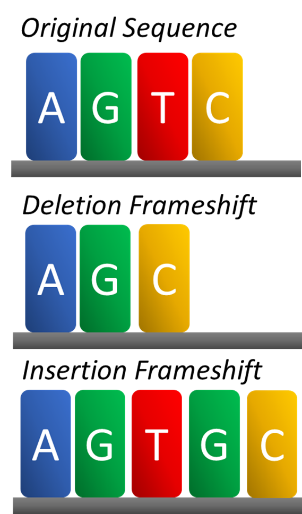 Original Sequence
A G T C
Deletion Frameshift
A G C
Insertion Frameshift
A G T G C